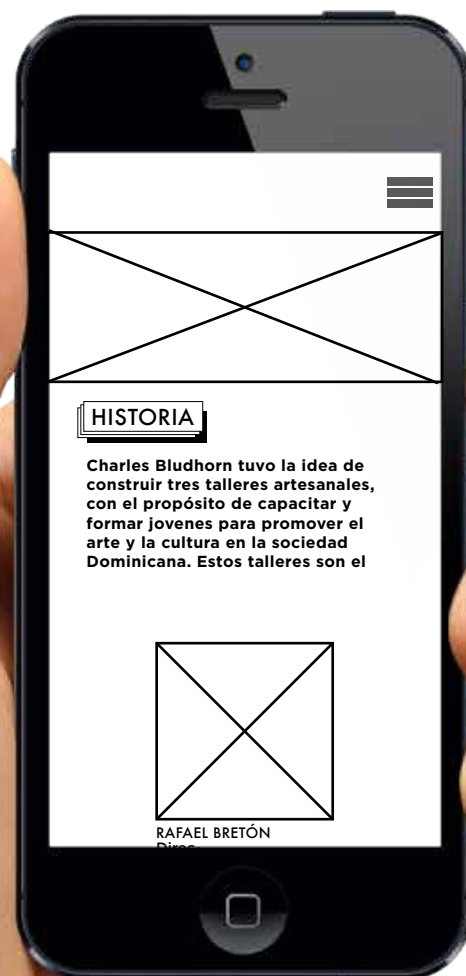 HISTORIA
Charles Bludhorn tuvo la idea de
construir tres talleres artesanales,
con el propósito de capacitar y
formar jovenes para promover el
arte y la cultura en la sociedad
Dominicana. Estos talleres son el
RAFAEL BRETÓN